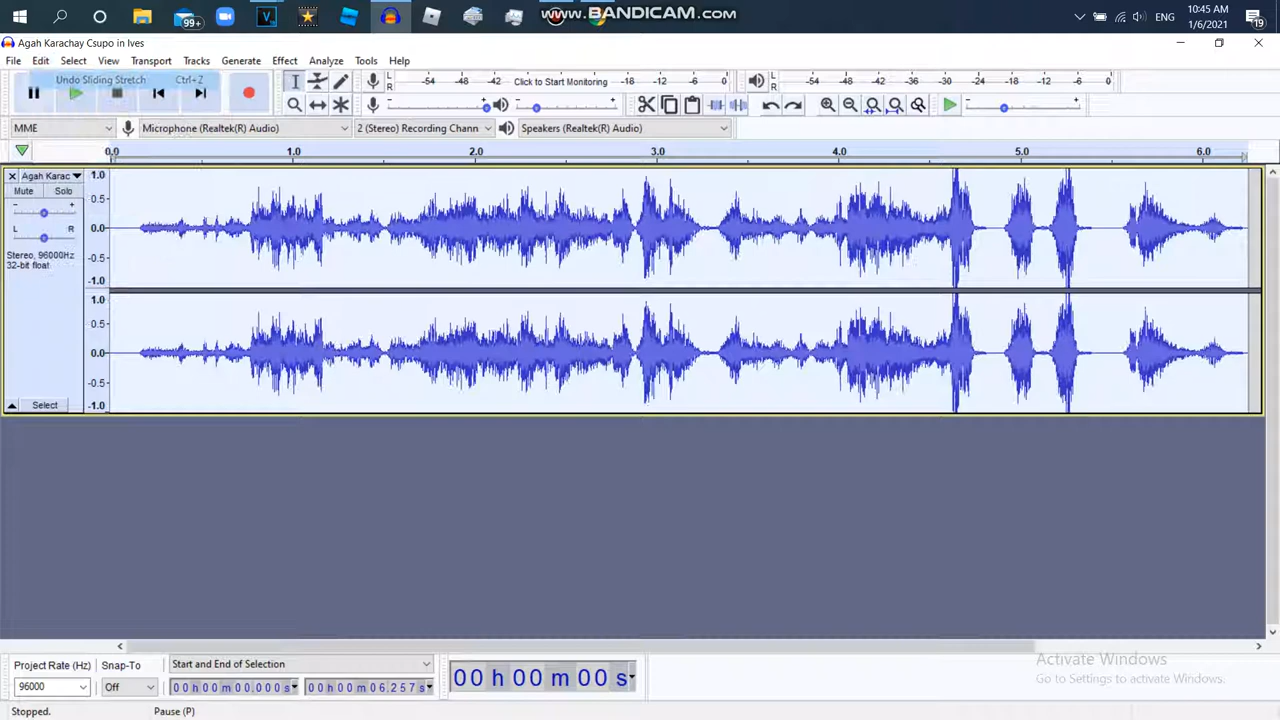 99+
www.BANDICAM.com
ENG
10:45 AM
1/6/2021
19
Agah Karachay Csupo in Ives
File Edit Select View Transport Tracks Generate Effect Analyze Tools Help
Undo Sliding Stretch Ctrl+Z
L R -54 -48 -42 Click to Start Monitoring -18 -12 -6 0
L R -54 -48 -42 -36 -30 -24 -18 -12 -6 0
MME
Microphone (Realtek(R) Audio)
2 (Stereo) Recording Chann
Speakers (Realtek(R) Audio)
0.0 1.0 2.0 3.0 4.0 5.0 6.0
Agah Karac
Mute Solo
- +
L R
Stereo, 96000Hz
32-bit float
Select
1.0
0.5
0.0
-0.5
-1.0
1.0
0.5
0.0
-0.5
-1.0
Project Rate (Hz)
96000
Snap-To
Off
Start and End of Selection
00 h 00 m 00.000 s
00 h 00 m 06.257 s
00 h 00 m 00 s
Activate Windows
Go to Settings to activate Windows.
Stopped.
Pause (P)